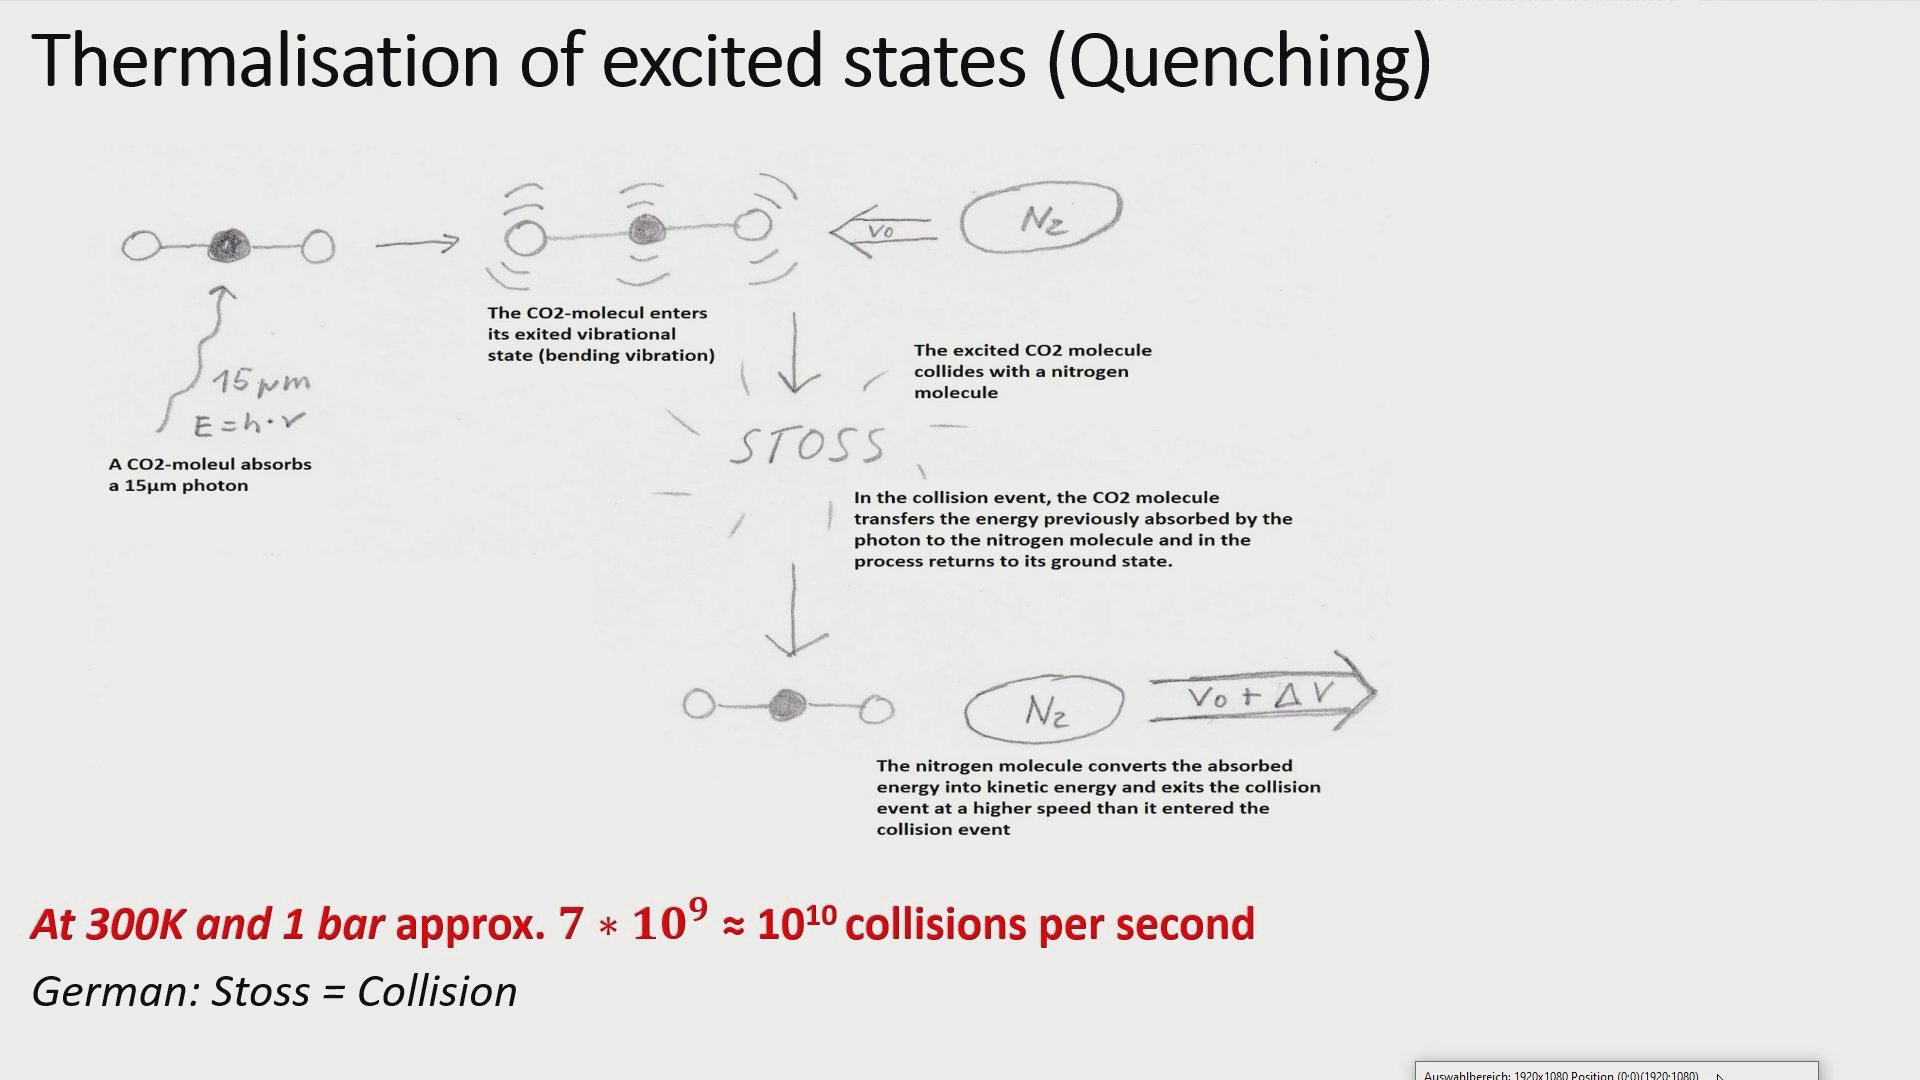 Thermalisation of excited states (Quenching)
N2
Vo
The CO2-molecul enters
its exited vibrational
state (bending vibration)
15 μm
E = h · ν
A CO2-moleul absorbs
a 15μm photon
The excited CO2 molecule
collides with a nitrogen
molecule
STOSS
In the collision event, the CO2 molecule
transfers the energy previously absorbed by the
photon to the nitrogen molecule and in the
process returns to its ground state.
N2
Vo + Δ V
The nitrogen molecule converts the absorbed
energy into kinetic energy and exits the collision
event at a higher speed than it entered the
collision event
At 300K and 1 bar approx. 7 ∗ 10⁹ ≈ 10¹⁰ collisions per second
German: Stoss = Collision
Auswahlbereich: 1920x1080 Position (0:0)(1920:1080)